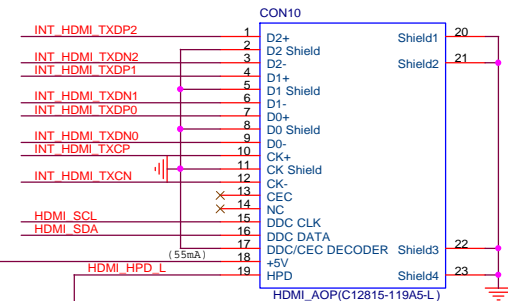 CON10
INT_HDMI_TXDP2 1 D2+ Shield1 20
2 D2 Shield
INT_HDMI_TXDN2 3 D2- Shield2 21
INT_HDMI_TXDP1 4 D1+
5 D1 Shield
INT_HDMI_TXDN1 6 D1-
INT_HDMI_TXDP0 7 D0+
8 D0 Shield
INT_HDMI_TXDN0 9 D0-
INT_HDMI_TXCP 10 CK+
11 CK Shield
INT_HDMI_TXCN 12 CK-
13 CEC
14 NC
HDMI_SCL 15 DDC CLK
HDMI_SDA 16 DDC DATA
17 DDC/CEC DECODER Shield3 22
(55mA) 18 +5V
HDMI_HPD_L 19 HPD Shield4 23
HDMI_AOP(C12815-119A5-L)